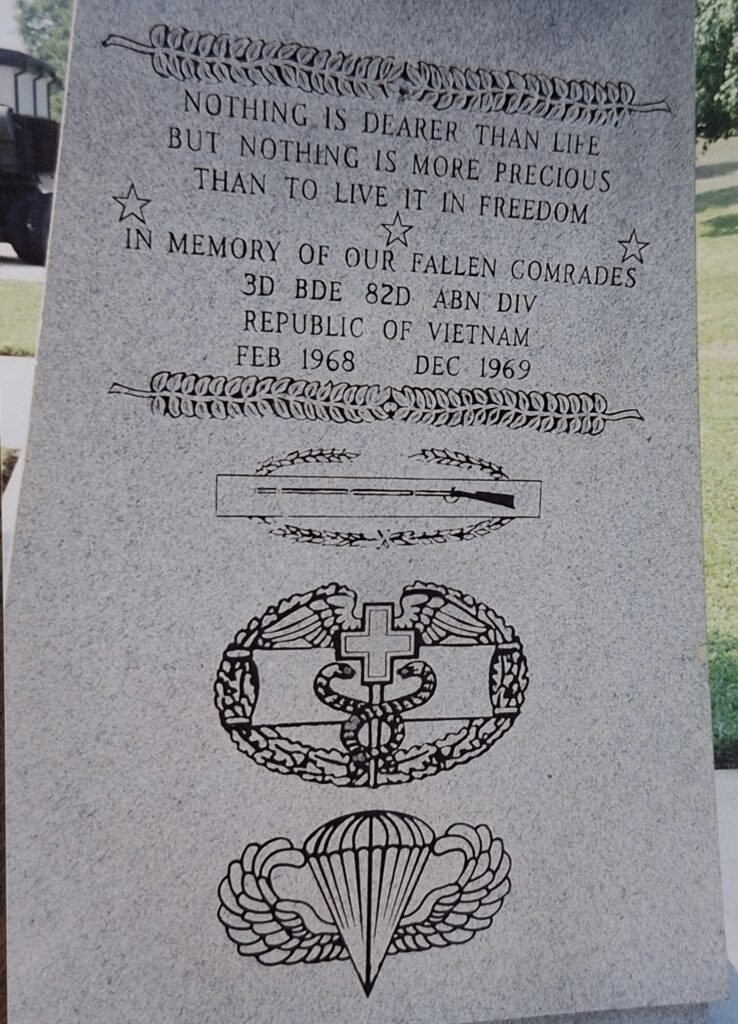 NOTHING IS DEARER THAN LIFE
BUT NOTHING IS MORE PRECIOUS
THAN TO LIVE IT IN FREEDOM
IN MEMORY OF OUR FALLEN COMRADES
3D BDE 82D ABN DIV
REPUBLIC OF VIETNAM
FEB 1968 DEC 1969